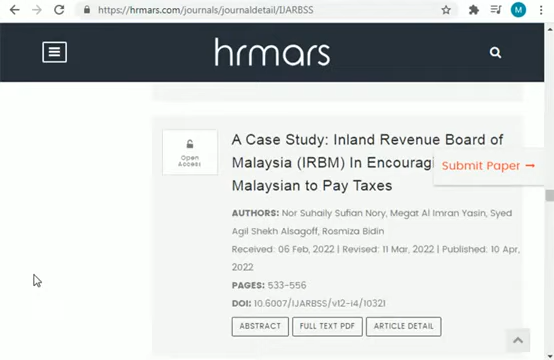 https://hrmars.com/journals/journaldetail/IJARBSS
M
hrmars
Open
Access
A Case Study: Inland Revenue Board of
Malaysia (IRBM) In Encouragi
Submit Paper →
Malaysian to Pay Taxes
AUTHORS: Nor Suhaily Sufian Nory, Megat Al Imran Yasin, Syed
Agil Shekh Alsagoff, Rosmiza Bidin
Received: 06 Feb, 2022 | Revised: 11 Mar, 2022 | Published: 10 Apr,
2022
PAGES: 533-556
DOI: 10.6007/IJARBSS/v12-i4/10321
ABSTRACT FULL TEXT PDF ARTICLE DETAIL